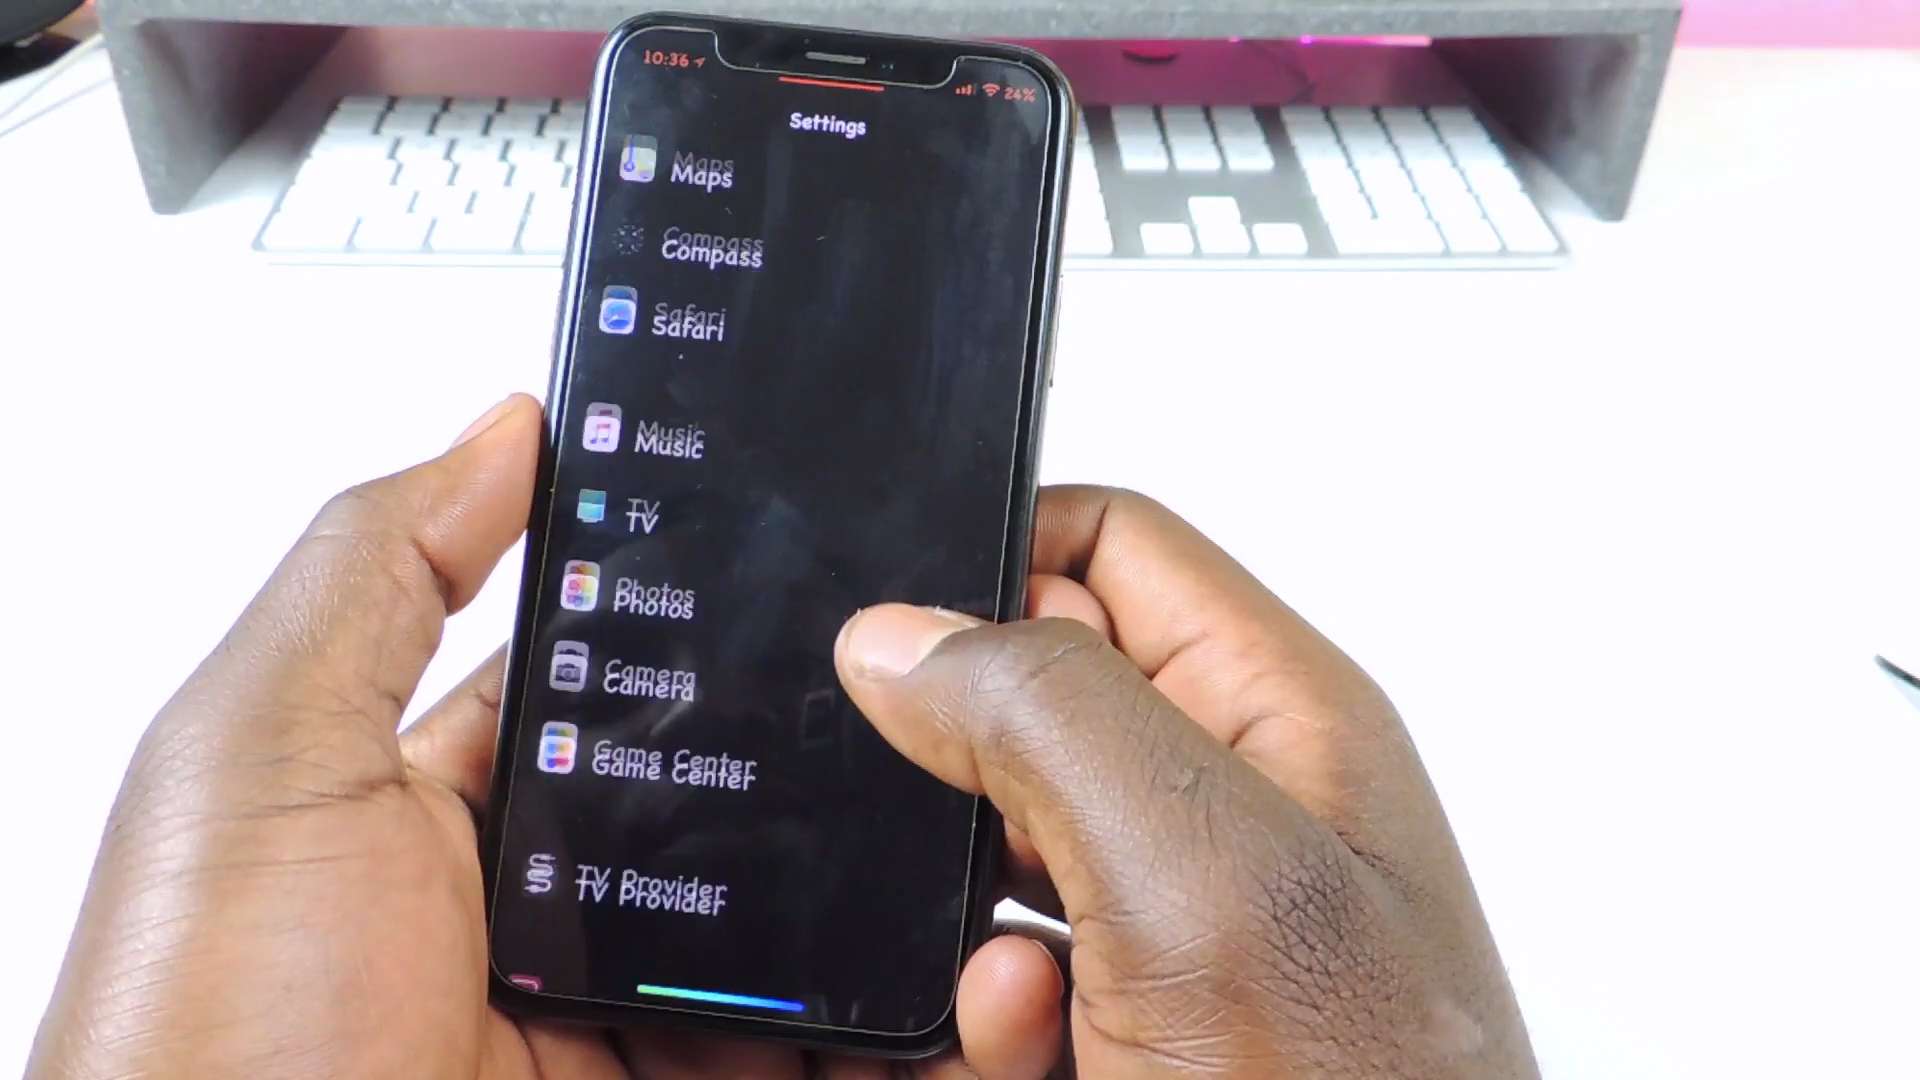 10:36
24%
Settings
Maps
Compass
Safari
Music
TV
Photos
Camera
Game Center
TV Provider